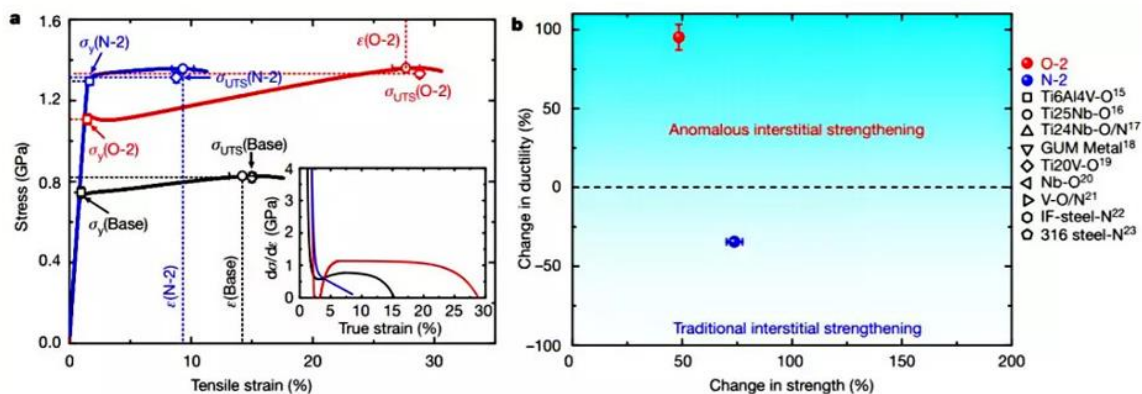 a
1.6
1.2
0.8
0.4
0
0
10
20
30
Stress (GPa)
Tensile strain (%)
σy(N-2)
ε(O-2)
σUTS(N-2)
σUTS(O-2)
σy(O-2)
σUTS(Base)
σy(Base)
ε(N-2)
ε(Base)
4
3
2
1
0
0 5 10 15 20 25 30
dσ/dε (GPa)
True strain (%)
b
100
50
0
−50
−100
0 50 100 150 200
Change in ductility (%)
Change in strength (%)
Anomalous interstitial strengthening
Traditional interstitial strengthening
O-2
N-2
Ti6Al4V-O15
Ti25Nb-O16
Ti24Nb-O/N17
GUM Metal18
Ti20V-O19
Nb-O20
V-O/N21
IF-steel-N22
316 steel-N23